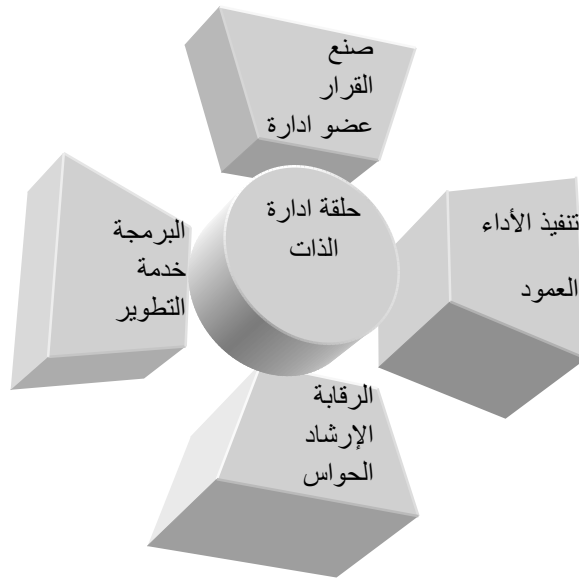 صنع
القرار
عضو ادارة
حلقة ادارة
الذات
تنفيذ الأداء
العمود
البرمجة
خدمة
التطوير
الرقابة
الإرشاد
الحواس